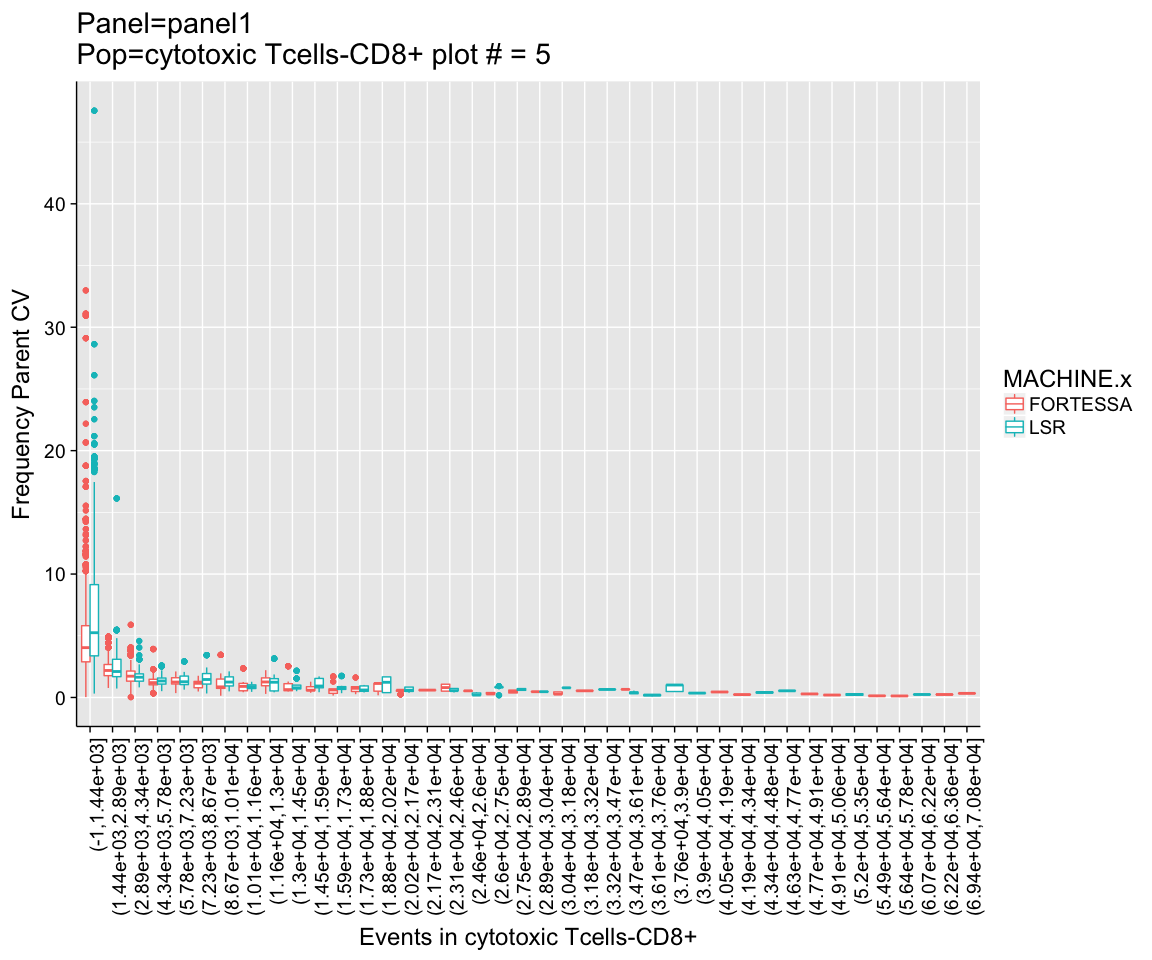 Panel=panel1
Pop=cytotoxic Tcells-CD8+ plot # = 5
Frequency Parent CV
40
30
20
10
0
(-1,1.44e+03]
(1.44e+03,2.89e+03]
(2.89e+03,4.34e+03]
(4.34e+03,5.78e+03]
(5.78e+03,7.23e+03]
(7.23e+03,8.67e+03]
(8.67e+03,1.01e+04]
(1.01e+04,1.16e+04]
(1.16e+04,1.3e+04]
(1.3e+04,1.45e+04]
(1.45e+04,1.59e+04]
(1.59e+04,1.73e+04]
(1.73e+04,1.88e+04]
(1.88e+04,2.02e+04]
(2.02e+04,2.17e+04]
(2.17e+04,2.31e+04]
(2.31e+04,2.46e+04]
(2.46e+04,2.6e+04]
(2.6e+04,2.75e+04]
(2.75e+04,2.89e+04]
(2.89e+04,3.04e+04]
(3.04e+04,3.18e+04]
(3.18e+04,3.32e+04]
(3.32e+04,3.47e+04]
(3.47e+04,3.61e+04]
(3.61e+04,3.76e+04]
(3.76e+04,3.9e+04]
(3.9e+04,4.05e+04]
(4.05e+04,4.19e+04]
(4.19e+04,4.34e+04]
(4.34e+04,4.48e+04]
(4.63e+04,4.77e+04]
(4.77e+04,4.91e+04]
(4.91e+04,5.06e+04]
(5.2e+04,5.35e+04]
(5.49e+04,5.64e+04]
(5.64e+04,5.78e+04]
(6.07e+04,6.22e+04]
(6.22e+04,6.36e+04]
(6.94e+04,7.08e+04]
Events in cytotoxic Tcells-CD8+
MACHINE.x
FORTESSA
LSR